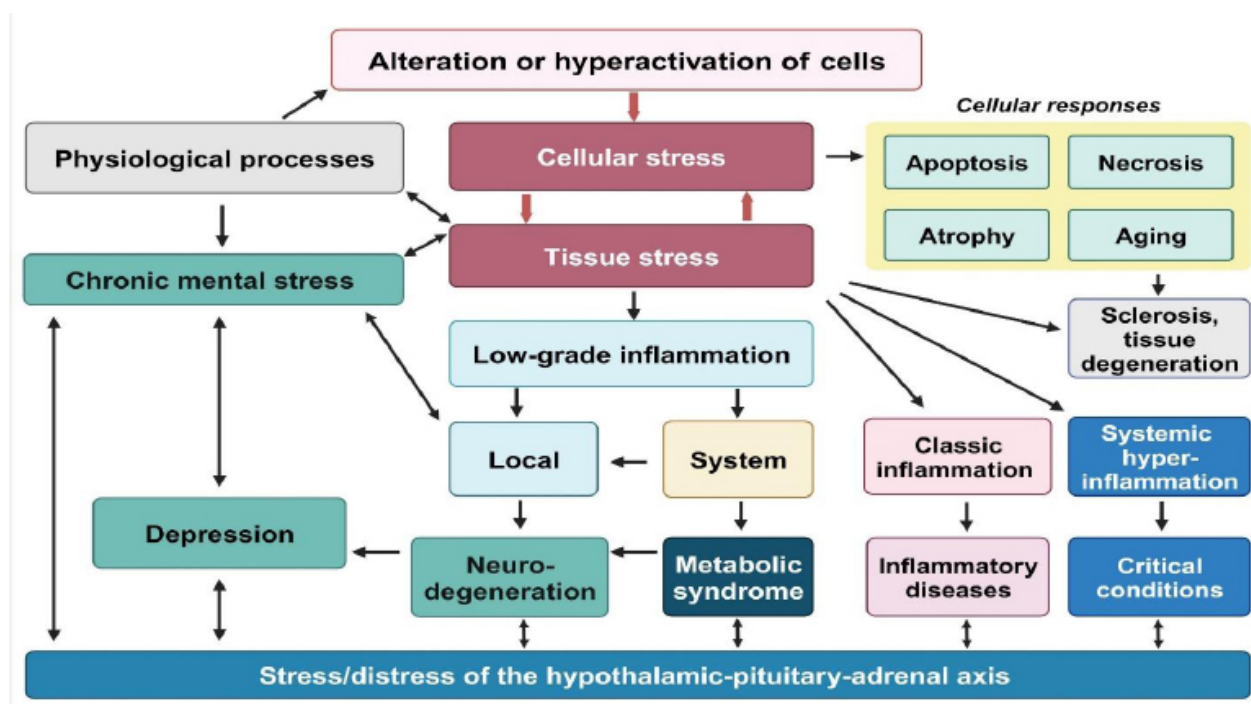 Alteration or hyperactivation of cells
Cellular responses
Physiological processes
Cellular stress
Apoptosis
Necrosis
Atrophy
Aging
Tissue stress
Chronic mental stress
Sclerosis,
tissue
degeneration
Low-grade inflammation
Local
System
Classic
inflammation
Systemic
hyper-
inflammation
Depression
Neuro-
degeneration
Metabolic
syndrome
Inflammatory
diseases
Critical
conditions
Stress/distress of the hypothalamic-pituitary-adrenal axis